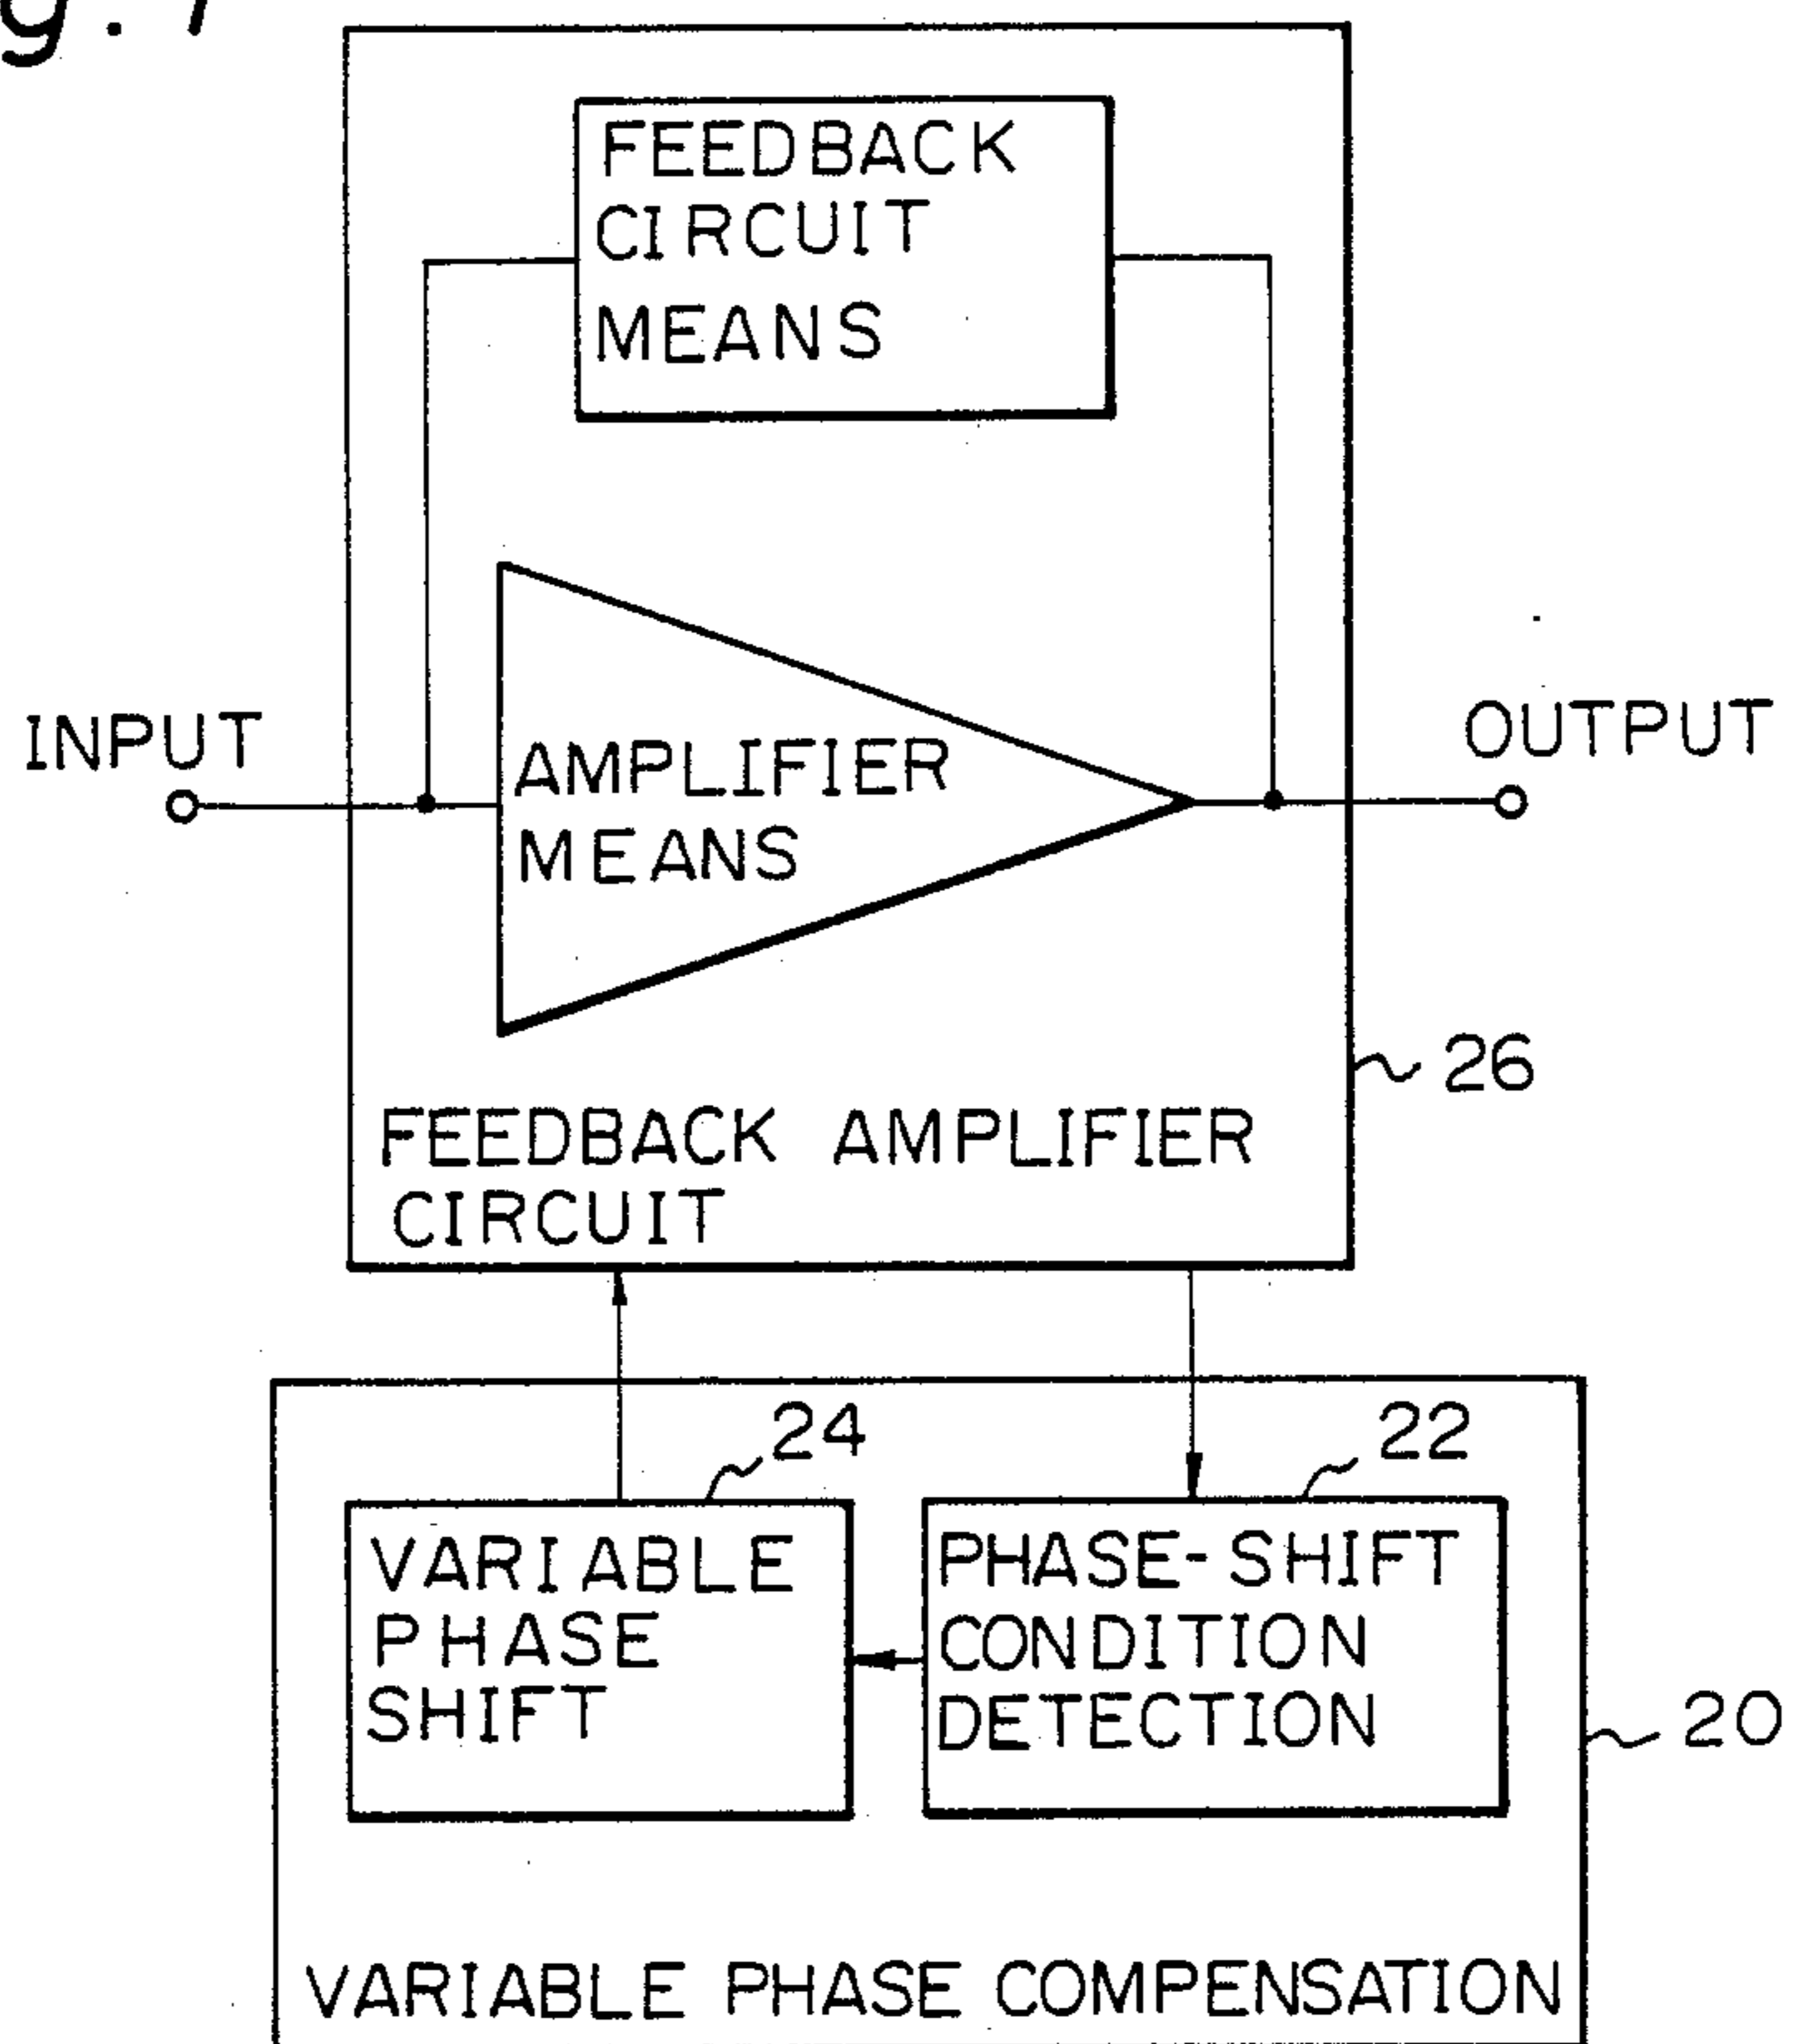 g.1
FEEDBACK
CIRCUIT
MEANS
INPUT
OUTPUT
AMPLIFIER
MEANS
26
FEEDBACK AMPLIFIER
CIRCUIT
24
22
VARIABLE
PHASE
SHIFT
PHASE-SHIFT
CONDITION
DETECTION
20
VARIABLE PHASE COMPENSATION